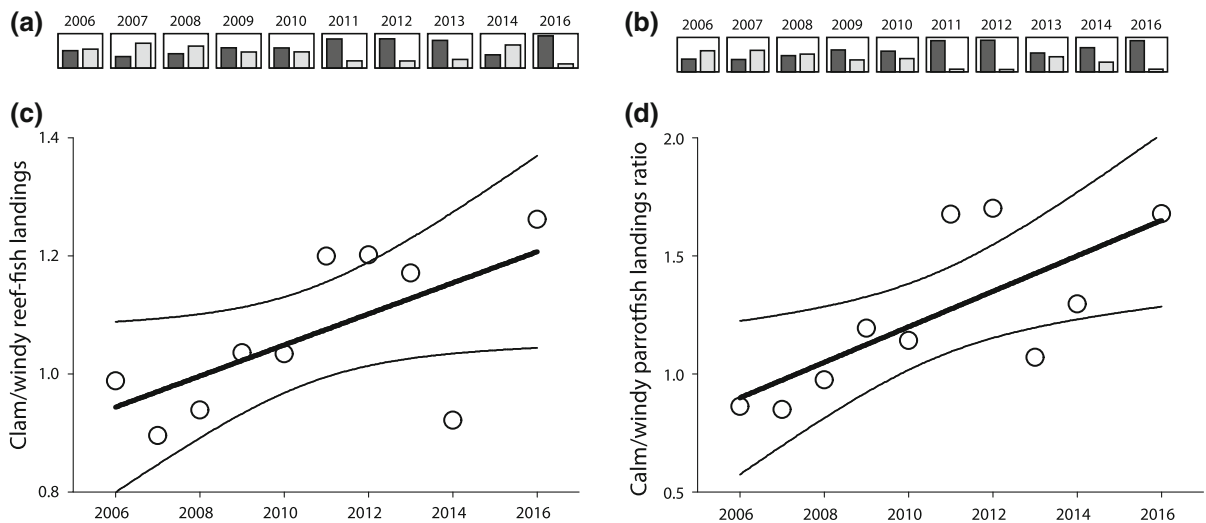 (a)
2006 2007 2008 2009 2010 2011 2012 2013 2014 2016
(b)
2006 2007 2008 2009 2010 2011 2012 2013 2014 2016
(c)
Clam/windy reef-fish landings
1.4
1.2
1.0
0.8
2006 2008 2010 2012 2014 2016
(d)
Calm/windy parrotfish landings ratio
2.0
1.5
1.0
0.5
2006 2008 2010 2012 2014 2016